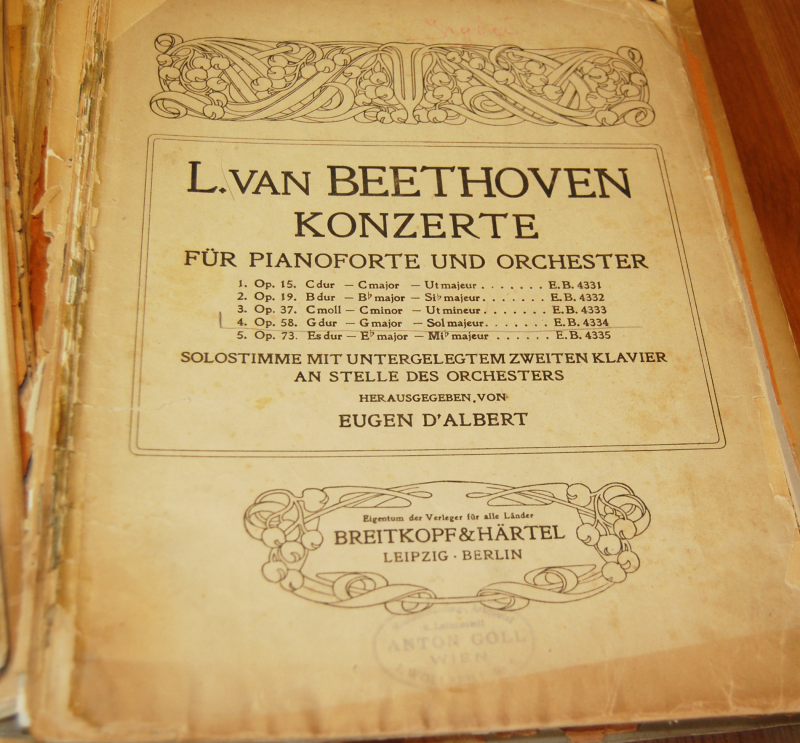 L. VAN BEETHOVEN
KONZERTE
FÜR PIANOFORTE UND ORCHESTER
1. Op. 15. C dur – C major – Ut majeur . . . . . . . E. B. 4331
2. Op. 19. B dur – B♭ major – Si♭ majeur. . . . . . . E. B. 4332
3. Op. 37. C moll – C minor – Ut mineur . . . . . . . E. B. 4333
4. Op. 58. G dur – G major – Sol majeur. . . . . . . E. B. 4334
5. Op. 73. Es dur – E♭ major – Mi♭ majeur . . . . . . E. B. 4335
SOLOSTIMME MIT UNTERGELEGTEM ZWEITEN KLAVIER
AN STELLE DES ORCHESTERS
HERAUSGEGEBEN VON
EUGEN D'ALBERT
Eigentum der Verleger für alle Länder
BREITKOPF & HÄRTEL
LEIPZIG · BERLIN
ANTON GOLL
WIEN